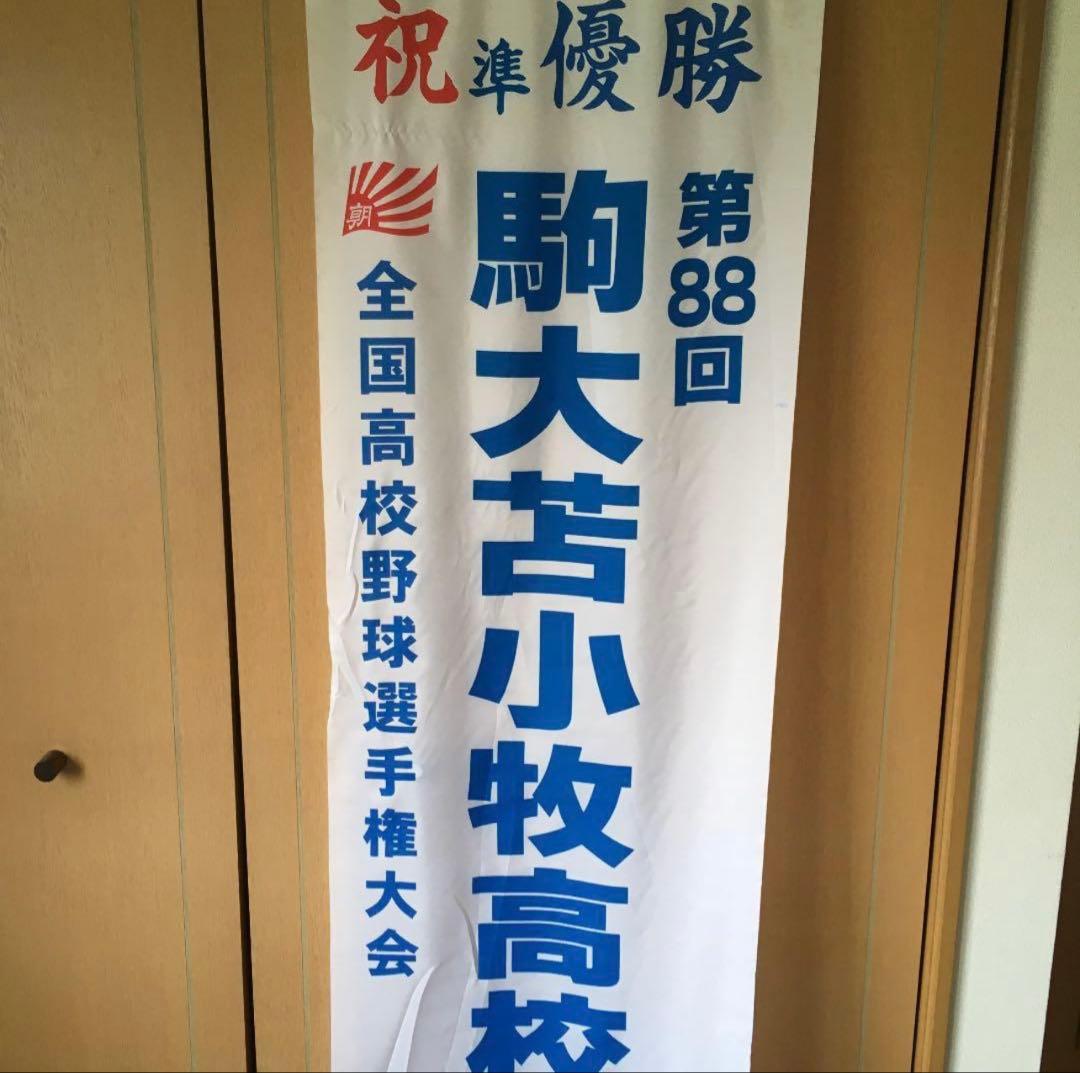 祝準優勝
第88回
駒大苫小牧高校
朝
全国高校野球選手権大会